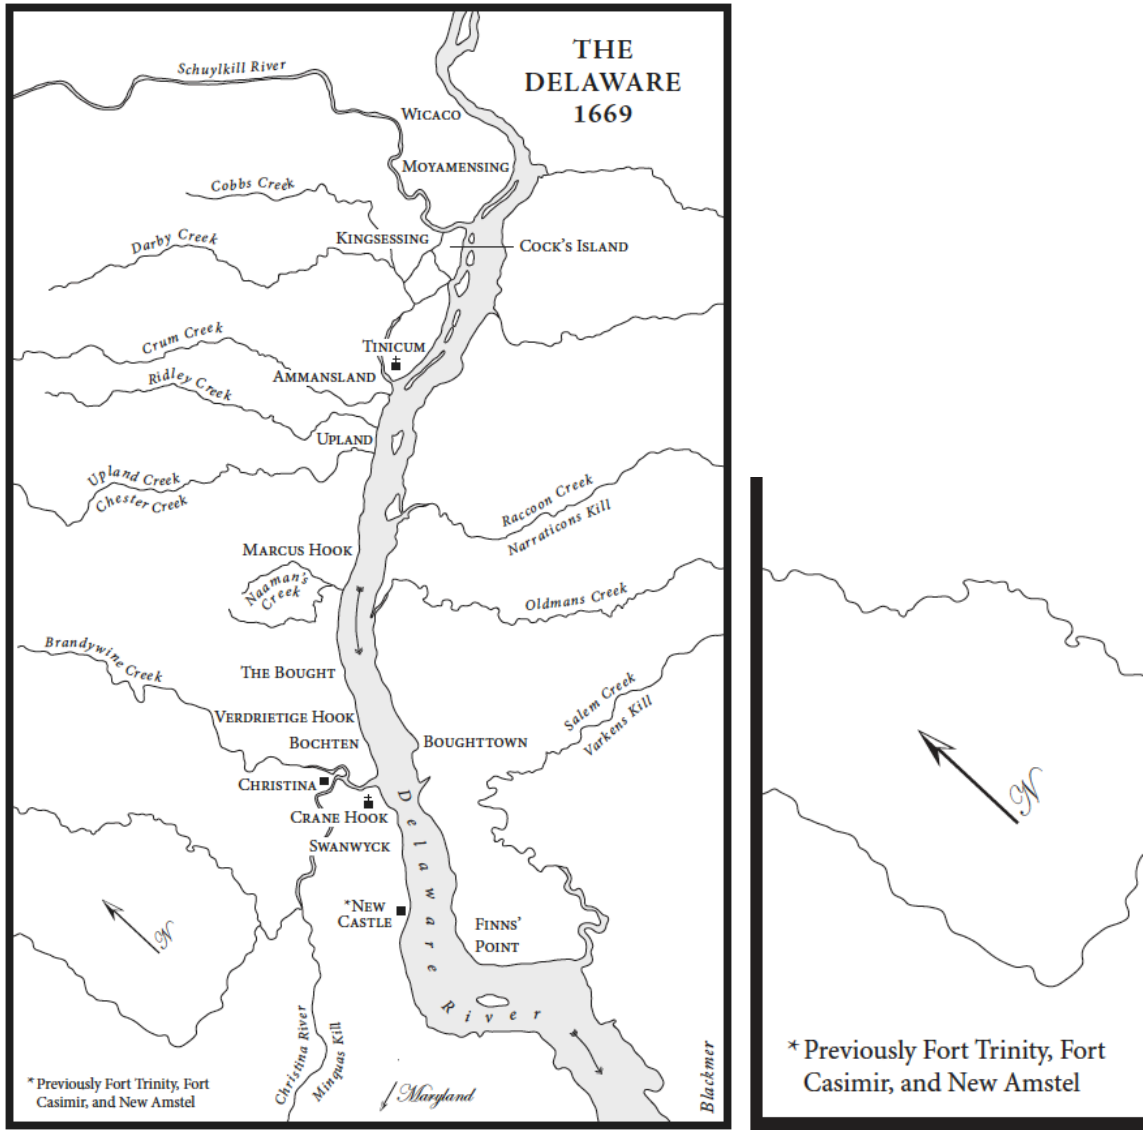 THE
DELAWARE
1669
Schuylkill River
WICACO
MOYAMENSING
Cobbs Creek
KINGSESSING
COCK'S ISLAND
Darby Creek
Crum Creek
TINICUM
Ridley Creek
AMMANSLAND
UPLAND
Upland Creek
Chester Creek
Raccoon Creek
Narraticons Kill
MARCUS HOOK
Naaman's
Creek
Oldmans Creek
Brandywine Creek
THE BOUGHT
Salem Creek
Varkens Kill
VERDRIETIGE HOOK
BOCHTEN
BOUGHTTOWN
CHRISTINA
CRANE HOOK
SWANWYCK
Delaware River
*NEW
CASTLE
FINNS'
POINT
N
Christina River
Minquas Kill
Maryland
Blackmer
* Previously Fort Trinity, Fort
Casimir, and New Amstel
N
* Previously Fort Trinity, Fort
Casimir, and New Amstel